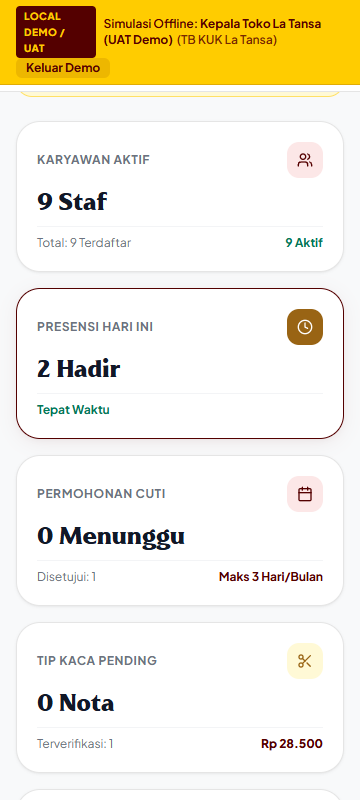 LOCAL
DEMO /
UAT
Simulasi Offline: Kepala Toko La Tansa
(UAT Demo) (TB KUK La Tansa)
Keluar Demo
KARYAWAN AKTIF
9 Staf
Total: 9 Terdaftar
9 Aktif
PRESENSI HARI INI
2 Hadir
Tepat Waktu
PERMOHONAN CUTI
0 Menunggu
Disetujui: 1
Maks 3 Hari/Bulan
TIP KACA PENDING
0 Nota
Terverifikasi: 1
Rp 28.500